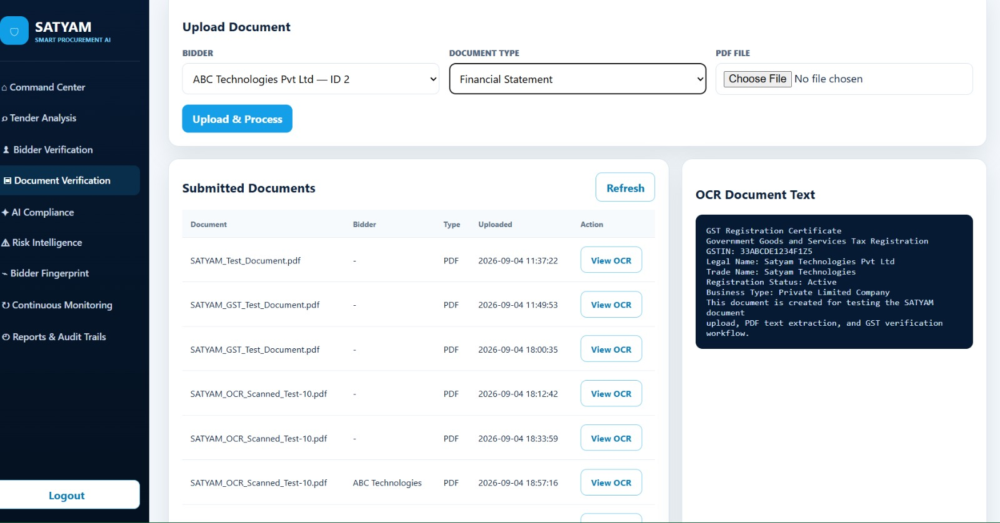 SATYAM
SMART PROCUREMENT AI
Command Center
Tender Analysis
Bidder Verification
Document Verification
AI Compliance
Risk Intelligence
Bidder Fingerprint
Continuous Monitoring
Reports & Audit Trails
Logout
Upload Document
BIDDER
DOCUMENT TYPE
PDF FILE
ABC Technologies Pvt Ltd — ID 2
Financial Statement
Choose File No file chosen
Upload & Process
Submitted Documents
Refresh
Document Bidder Type Uploaded Action
SATYAM_Test_Document.pdf - PDF 2026-09-04 11:37:22 View OCR
SATYAM_GST_Test_Document.pdf - PDF 2026-09-04 11:49:53 View OCR
SATYAM_GST_Test_Document.pdf - PDF 2026-09-04 18:00:35 View OCR
SATYAM_OCR_Scanned_Test-10.pdf - PDF 2026-09-04 18:12:42 View OCR
SATYAM_OCR_Scanned_Test-10.pdf - PDF 2026-09-04 18:33:59 View OCR
SATYAM_OCR_Scanned_Test-10.pdf ABC Technologies PDF 2026-09-04 18:57:16 View OCR
OCR Document Text
GST Registration Certificate
Government Goods and Services Tax Registration
GSTIN: 33ABCDE1234F1Z5
Legal Name: Satyam Technologies Pvt Ltd
Trade Name: Satyam Technologies
Registration Status: Active
Business Type: Private Limited Company
This document is created for testing the SATYAM
document
upload, PDF text extraction, and GST verification
workflow.